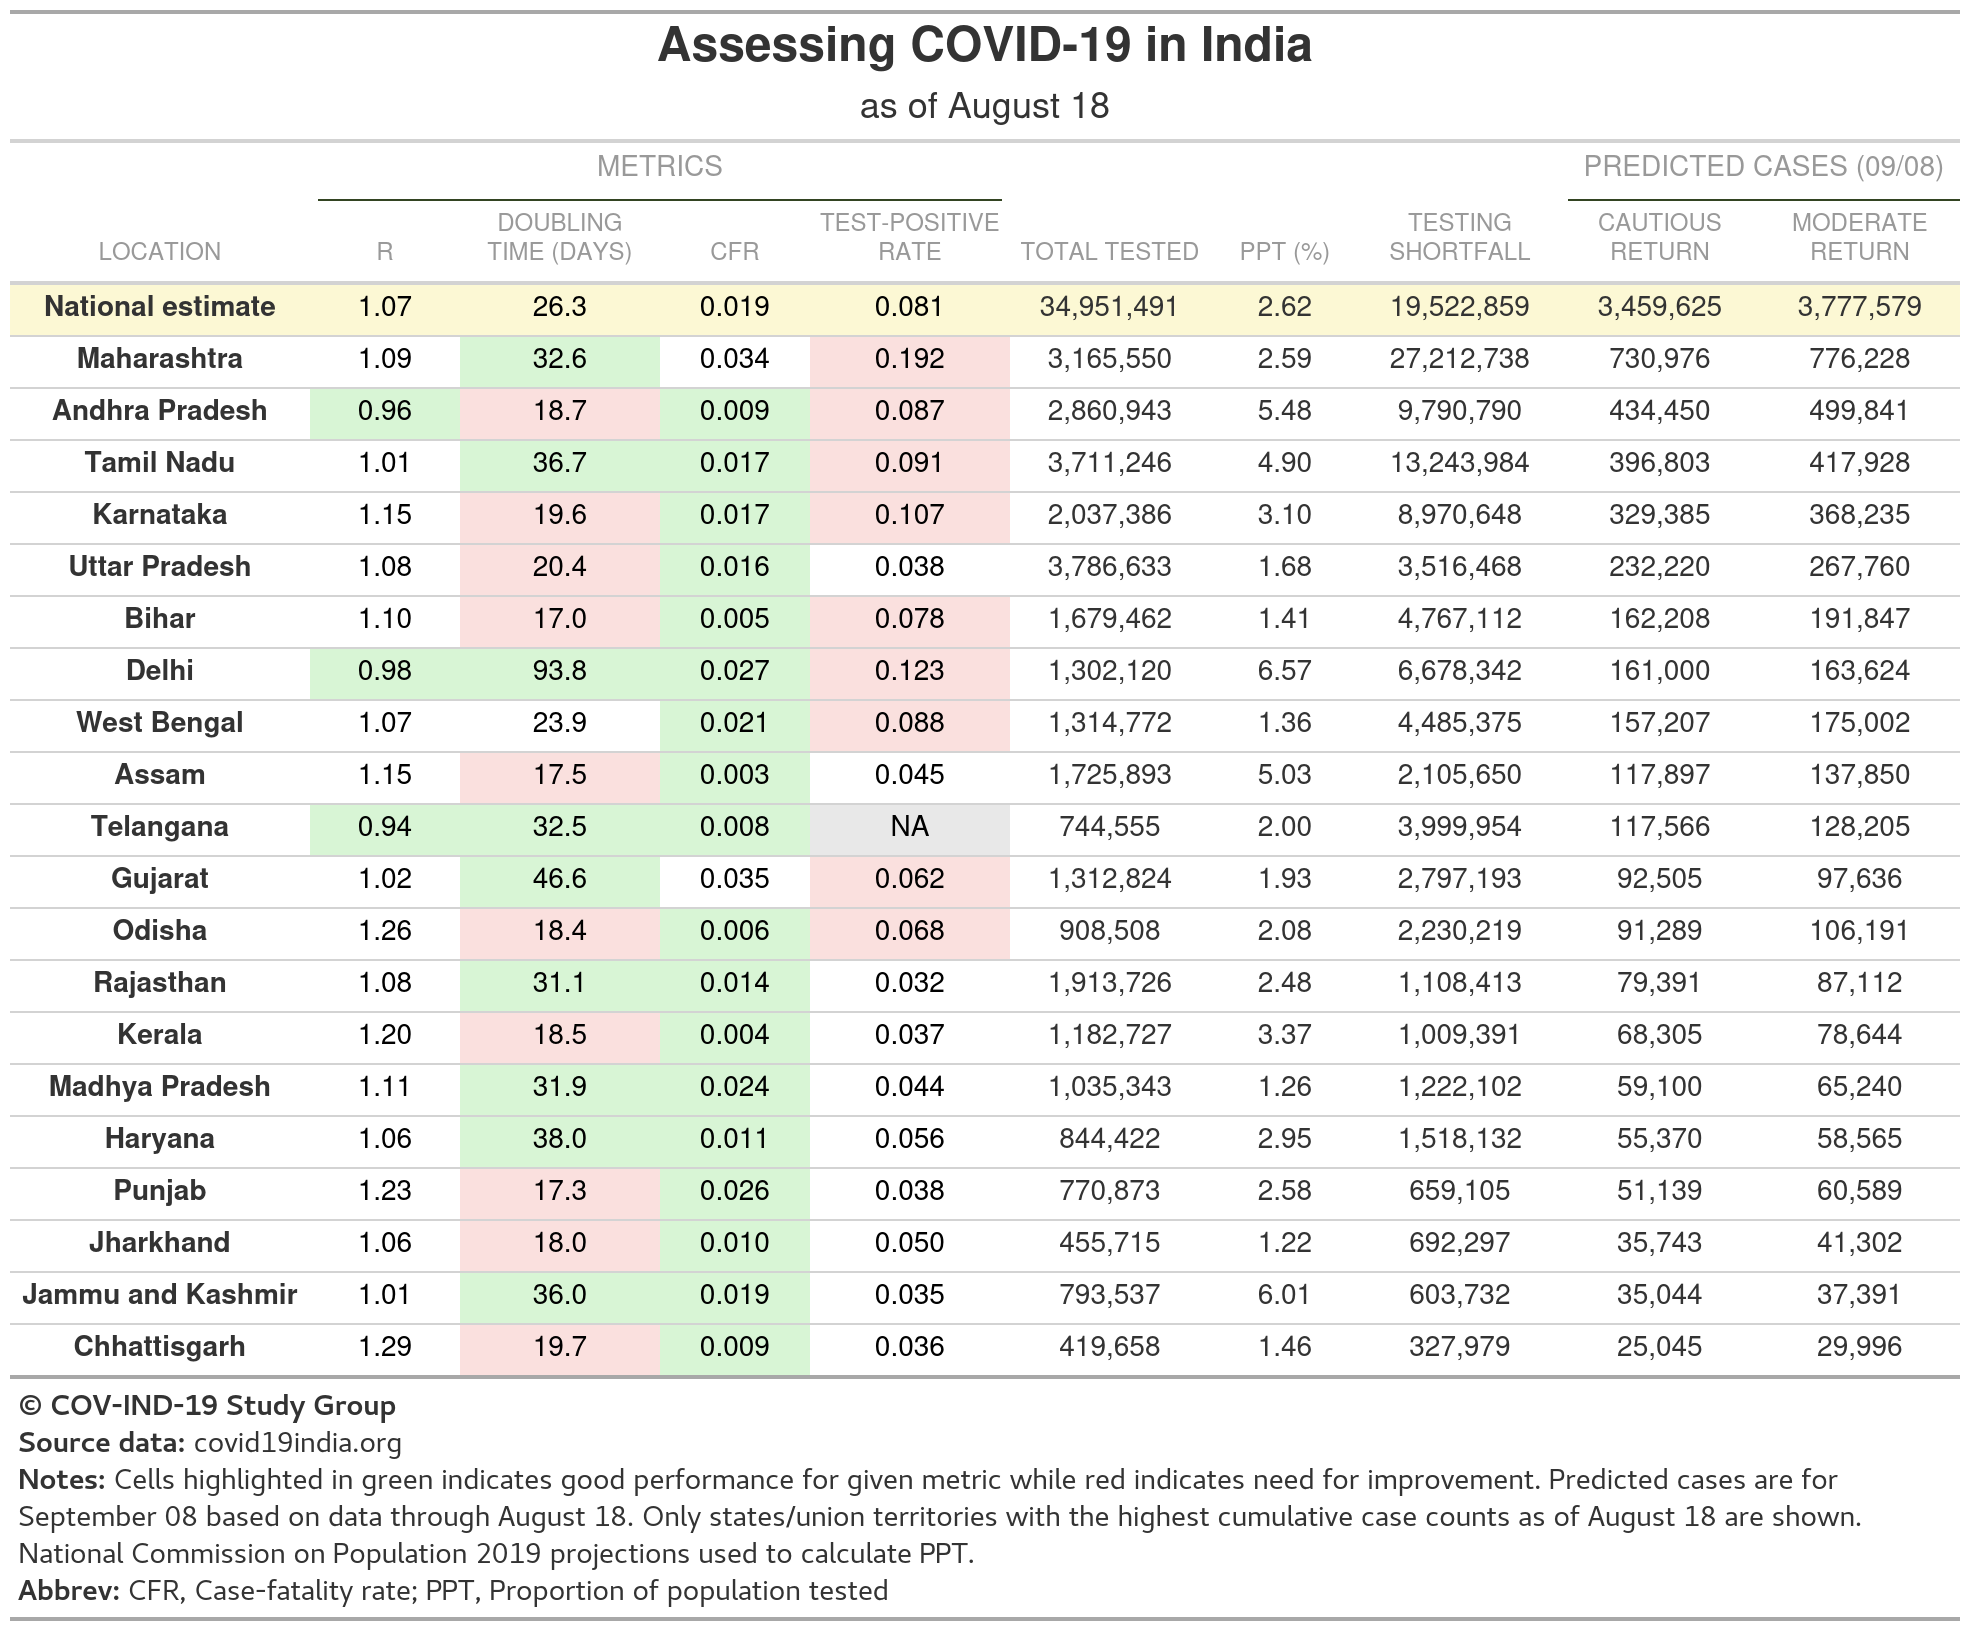 Assessing COVID-19 in India
as of August 18
METRICS PREDICTED CASES (09/08)
LOCATION R DOUBLING TIME (DAYS) CFR TEST-POSITIVE RATE TOTAL TESTED PPT (%) TESTING SHORTFALL CAUTIOUS RETURN MODERATE RETURN
National estimate 1.07 26.3 0.019 0.081 34,951,491 2.62 19,522,859 3,459,625 3,777,579
Maharashtra 1.09 32.6 0.034 0.192 3,165,550 2.59 27,212,738 730,976 776,228
Andhra Pradesh 0.96 18.7 0.009 0.087 2,860,943 5.48 9,790,790 434,450 499,841
Tamil Nadu 1.01 36.7 0.017 0.091 3,711,246 4.90 13,243,984 396,803 417,928
Karnataka 1.15 19.6 0.017 0.107 2,037,386 3.10 8,970,648 329,385 368,235
Uttar Pradesh 1.08 20.4 0.016 0.038 3,786,633 1.68 3,516,468 232,220 267,760
Bihar 1.10 17.0 0.005 0.078 1,679,462 1.41 4,767,112 162,208 191,847
Delhi 0.98 93.8 0.027 0.123 1,302,120 6.57 6,678,342 161,000 163,624
West Bengal 1.07 23.9 0.021 0.088 1,314,772 1.36 4,485,375 157,207 175,002
Assam 1.15 17.5 0.003 0.045 1,725,893 5.03 2,105,650 117,897 137,850
Telangana 0.94 32.5 0.008 NA 744,555 2.00 3,999,954 117,566 128,205
Gujarat 1.02 46.6 0.035 0.062 1,312,824 1.93 2,797,193 92,505 97,636
Odisha 1.26 18.4 0.006 0.068 908,508 2.08 2,230,219 91,289 106,191
Rajasthan 1.08 31.1 0.014 0.032 1,913,726 2.48 1,108,413 79,391 87,112
Kerala 1.20 18.5 0.004 0.037 1,182,727 3.37 1,009,391 68,305 78,644
Madhya Pradesh 1.11 31.9 0.024 0.044 1,035,343 1.26 1,222,102 59,100 65,240
Haryana 1.06 38.0 0.011 0.056 844,422 2.95 1,518,132 55,370 58,565
Punjab 1.23 17.3 0.026 0.038 770,873 2.58 659,105 51,139 60,589
Jharkhand 1.06 18.0 0.010 0.050 455,715 1.22 692,297 35,743 41,302
Jammu and Kashmir 1.01 36.0 0.019 0.035 793,537 6.01 603,732 35,044 37,391
Chhattisgarh 1.29 19.7 0.009 0.036 419,658 1.46 327,979 25,045 29,996
© COV-IND-19 Study Group
Source data: covid19india.org
Notes: Cells highlighted in green indicates good performance for given metric while red indicates need for improvement. Predicted cases are for
September 08 based on data through August 18. Only states/union territories with the highest cumulative case counts as of August 18 are shown.
National Commission on Population 2019 projections used to calculate PPT.
Abbrev: CFR, Case-fatality rate; PPT, Proportion of population tested